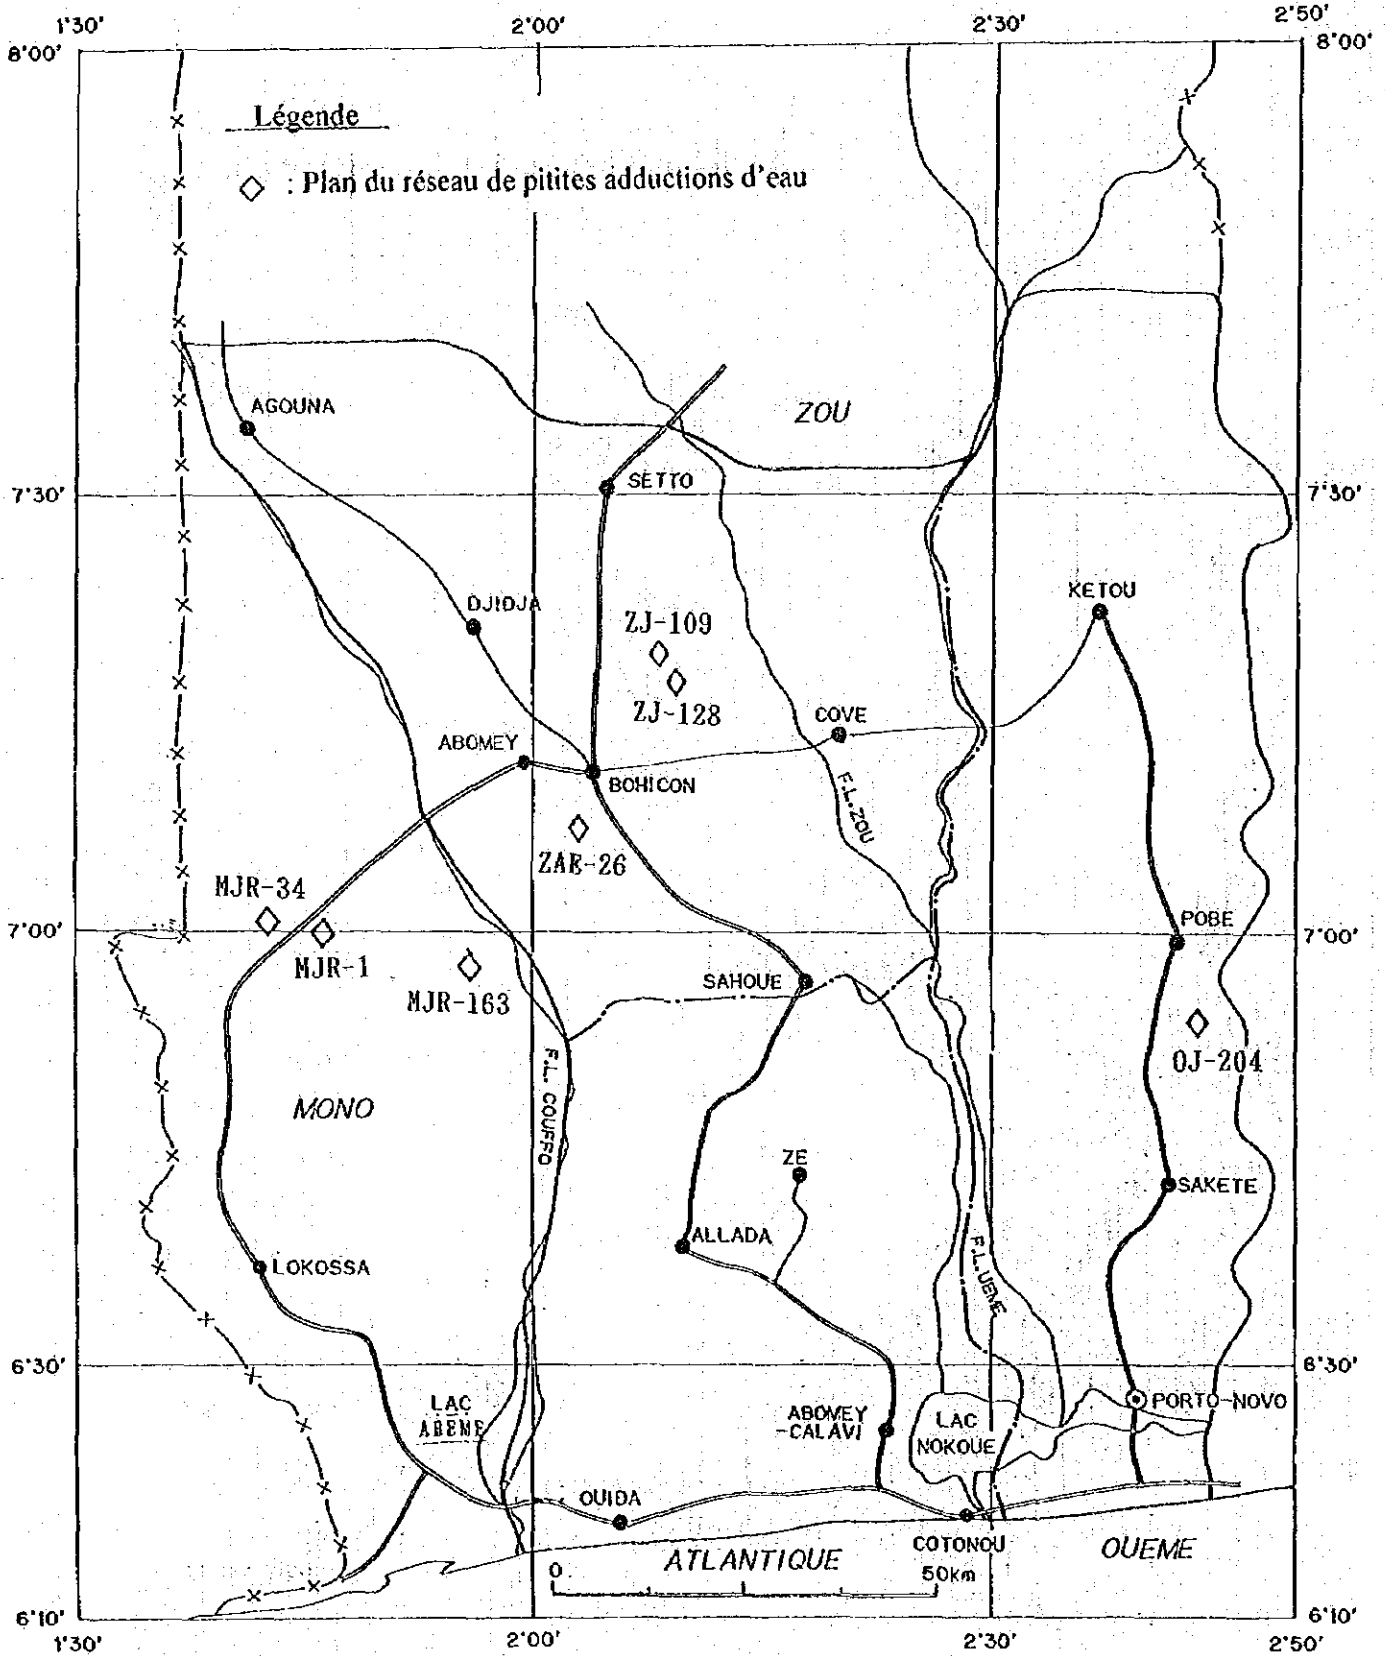 1°30' 2°00' 2°30' 2°50'
8°00' 8°00'
Légende
◇ : Plan du réseau de pitites adductions d'eau
AGOUNA
ZOU
SETTO
7°30' 7°30'
KETOU
DJIDJA
ZJ-109
ZJ-128
COVE
ABOMEY
BOHICON
F.L.ZOU
ZAE-26
MJR-34
POBE
7°00' 7°00'
MJR-1
SAHOUE
MJR-163
OJ-204
F.L. COUFFO
MONO
ZE
SAKETE
ALLADA
F.L.UEME
LOKOSSA
6°30' 6°30'
PORTO-NOVO
LAC
ABEME
ABOMEY
-CALAVI
LAC
NOKOUE
OUIDA
COTONOU
OUEME
ATLANTIQUE
0 50km
6°10' 6°10'
1°30' 2°00' 2°30' 2°50'